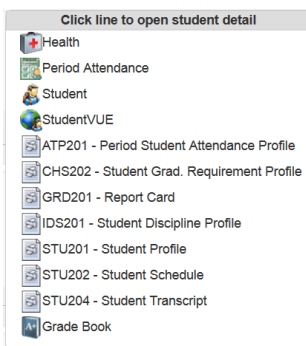 Click line to open student detail
Health
Period Attendance
Student
StudentVUE
ATP201 - Period Student Attendance Profile
CHS202 - Student Grad. Requirement Profile
GRD201 - Report Card
IDS201 - Student Discipline Profile
STU201 - Student Profile
STU202 - Student Schedule
STU204 - Student Transcript
Grade Book